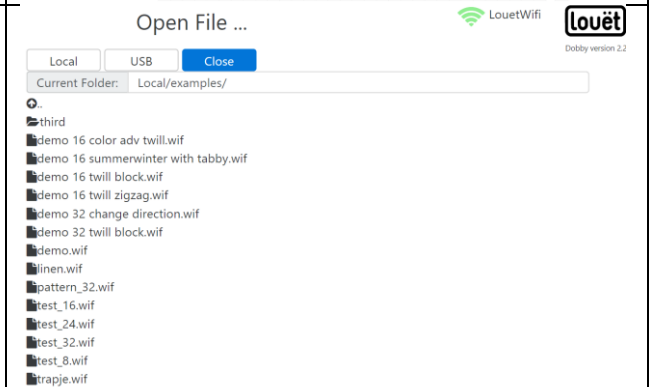 Open File ...
LouetWifi
louët
Dobby version 2.2
Local USB Close
Current Folder: Local/examples/
..
third
demo 16 color adv twill.wif
demo 16 summerwinter with tabby.wif
demo 16 twill block.wif
demo 16 twill zigzag.wif
demo 32 change direction.wif
demo 32 twill block.wif
demo.wif
linen.wif
pattern_32.wif
test_16.wif
test_24.wif
test_32.wif
test_8.wif
trapje.wif